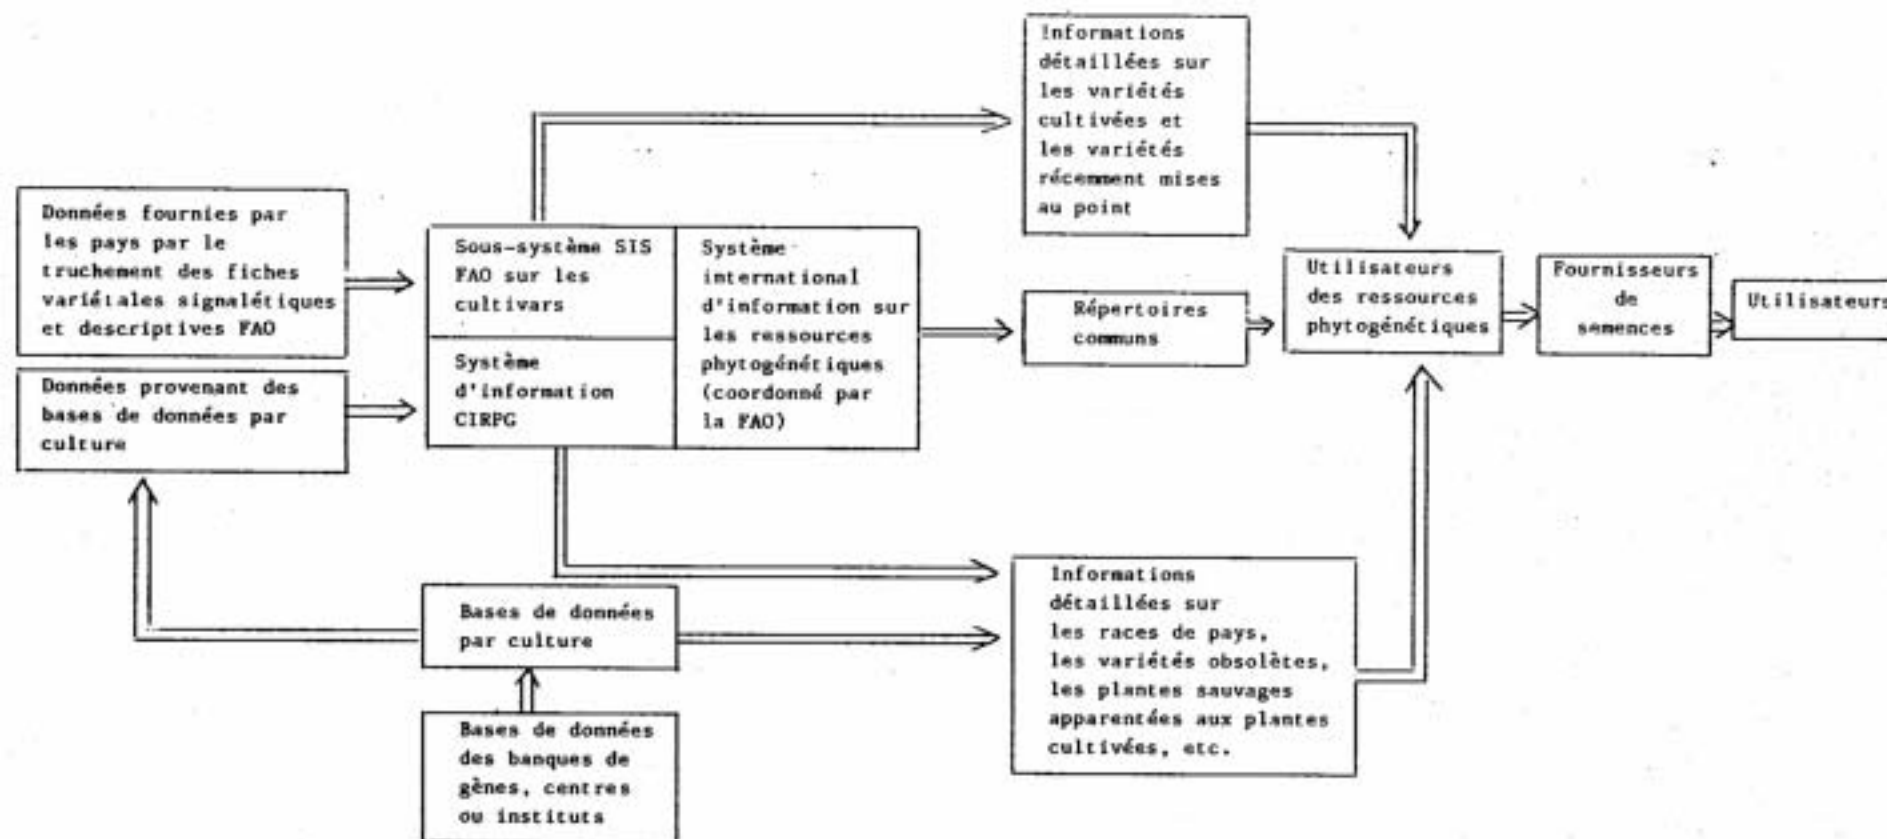 Informations
détaillées sur
les variétés
cultivées et
les variétés
récemment mises
au point
Données fournies par
les pays par le
truchement des fiches
variétales signalétiques
et descriptives FAO
Données provenant des
bases de données par
culture
Sous-système SIS
FAO sur les
cultivars
Système
d'information
CIRPG
Système
international
d'information sur
les ressources
phytogénétiques
(coordonné par
la FAO)
Répertoires
communs
Utilisateurs
des ressources
phytogénétiques
Fournisseurs
de
semences
Utilisateurs
Bases de données
par culture
Bases de données
des banques de
gènes, centres
ou instituts
Informations
détaillées sur
les races de pays,
les variétés obsolètes,
les plantes sauvages
apparentées aux plantes
cultivées, etc.